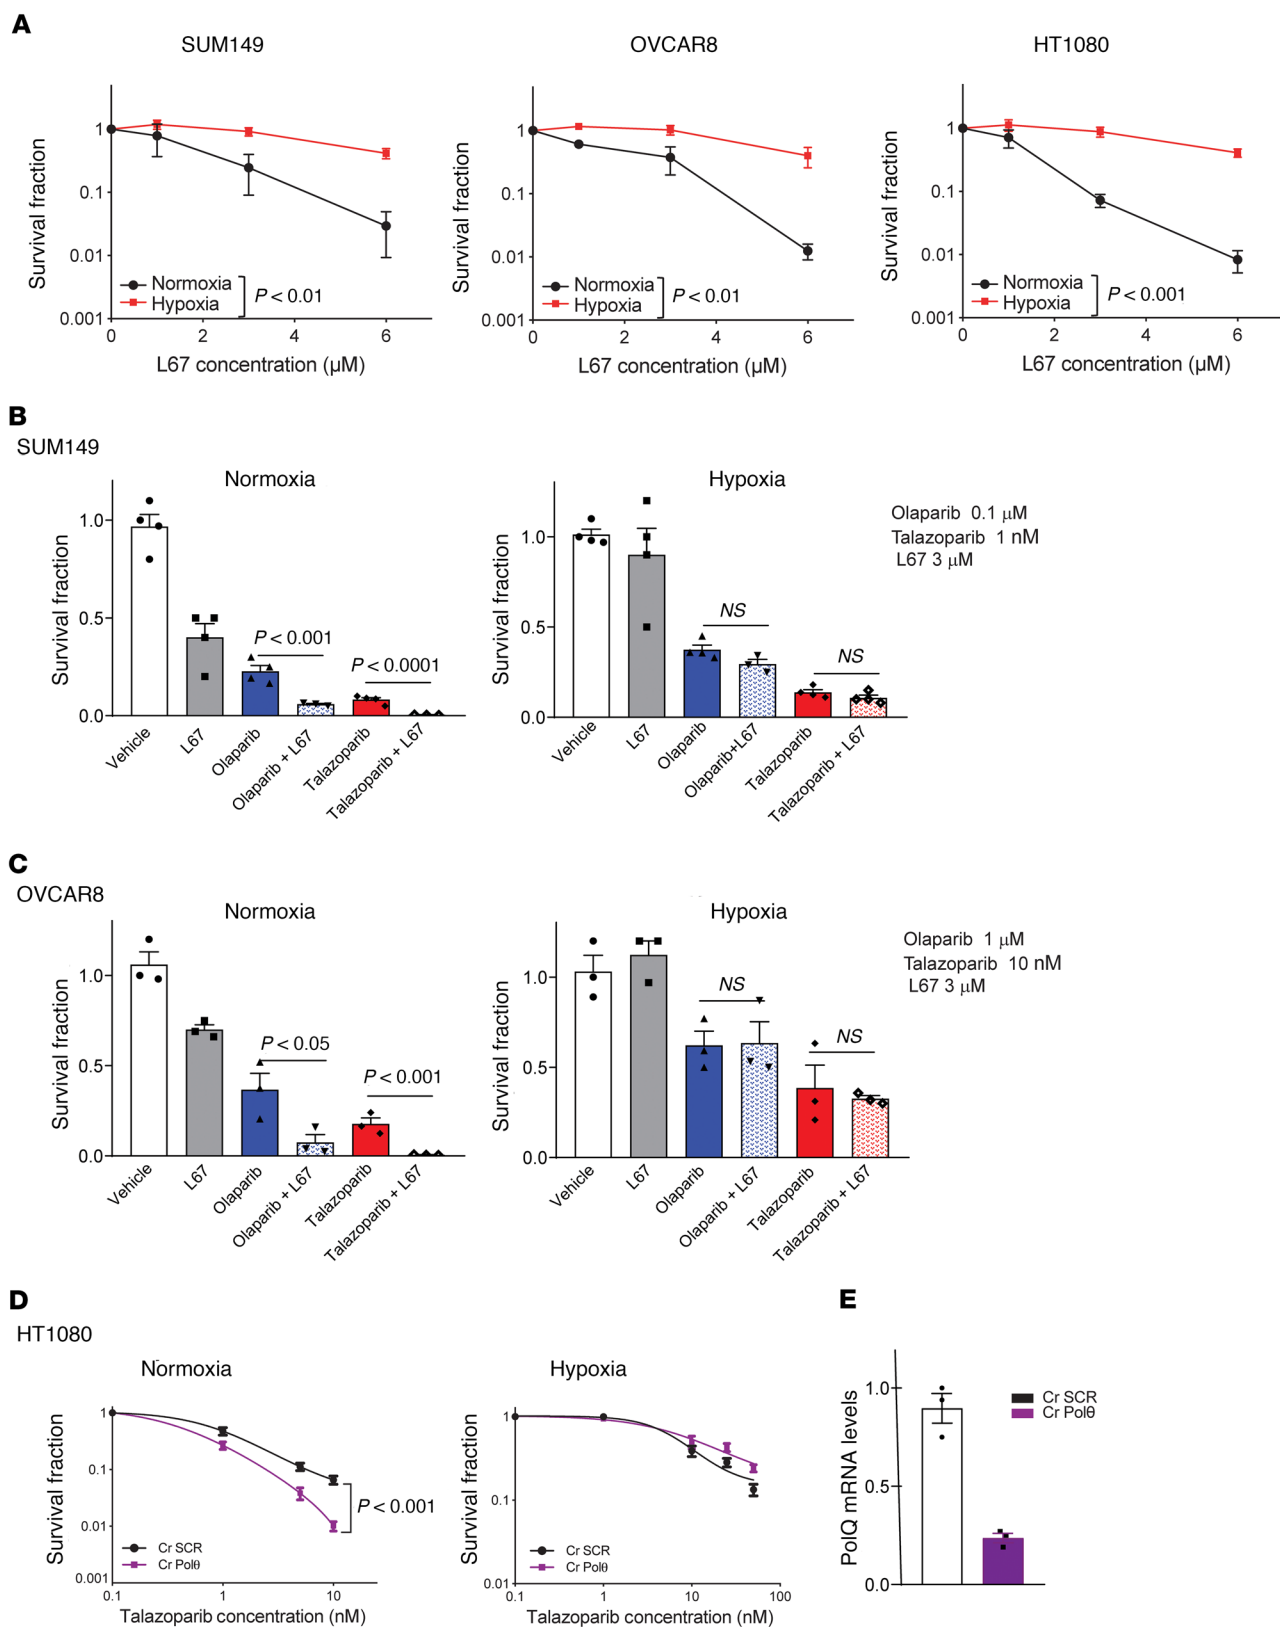 A
SUM149
OVCAR8
HT1080
Survival fraction
1
0.1
0.01
0.001
Normoxia
Hypoxia
P < 0.01
0 2 4 6
L67 concentration (µM)
Survival fraction
1
0.1
0.01
0.001
Normoxia
Hypoxia
P < 0.01
0 2 4 6
L67 concentration (µM)
Survival fraction
1
0.1
0.01
0.001
Normoxia
Hypoxia
P < 0.001
0 2 4 6
L67 concentration (µM)
B
SUM149
Normoxia
Survival fraction
1.0
0.5
0.0
P < 0.001
P < 0.0001
Vehicle
L67
Olaparib
Olaparib + L67
Talazoparib
Talazoparib + L67
Hypoxia
Survival fraction
1.0
0.5
0.0
NS
NS
Vehicle
L67
Olaparib
Olaparib+L67
Talazoparib
Talazoparib + L67
Olaparib 0.1 µM
Talazoparib 1 nM
L67 3 µM
C
OVCAR8
Normoxia
Survival fraction
1.0
0.5
0.0
P < 0.05
P < 0.001
Vehicle
L67
Olaparib
Olaparib + L67
Talazoparib
Talazoparib + L67
Hypoxia
Survival fraction
1.0
0.5
0.0
NS
NS
Vehicle
L67
Olaparib
Olaparib + L67
Talazoparib
Talazoparib + L67
Olaparib 1 µM
Talazoparib 10 nM
L67 3 µM
D
HT1080
Normoxia
Survival fraction
1
0.1
0.01
0.001
P < 0.001
Cr SCR
Cr Polθ
0.1 1 10
Talazoparib concentration (nM)
Hypoxia
Survival fraction
1
0.1
0.01
Cr SCR
Cr Polθ
0.1 1 10 100
Talazoparib concentration (nM)
E
PolQ mRNA levels
1.0
0.5
0.0
Cr SCR
Cr Polθ